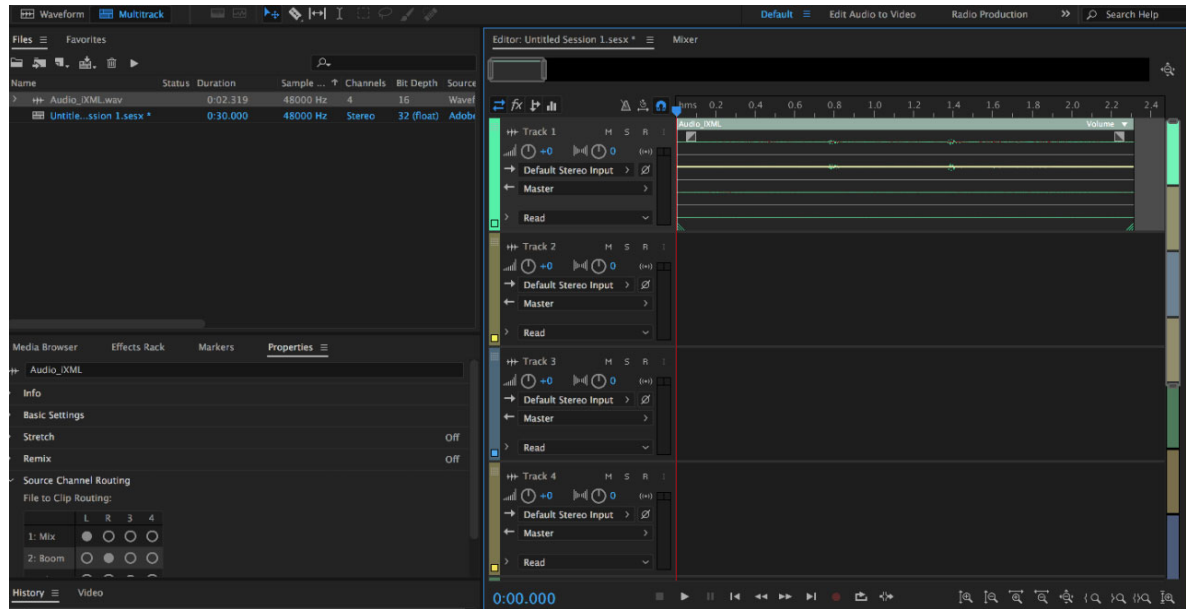 Waveform Multitrack Default Edit Audio to Video Radio Production >> Search Help
Files Favorites
Name Status Duration Sample ... Channels Bit Depth Source
Audio_iXML.wav 0:02.319 48000 Hz 4 16 Wavef
Untitle...ssion 1.sesx * 0:30.000 48000 Hz Stereo 32 (float) Adobe
Media Browser Effects Rack Markers Properties
Audio_iXML
Info
Basic Settings
Stretch Off
Remix Off
Source Channel Routing
File to Clip Routing:
L R 3 4
1: Mix
2: Boom
History Video
Editor: Untitled Session 1.sesx * Mixer
fx hms 0.2 0.4 0.6 0.8 1.0 1.2 1.4 1.6 1.8 2.0 2.2 2.4
Audio_iXML Volume
Track 1 M S R I
+0 0
Default Stereo Input
Master
Read
Track 2 M S R I
+0 0
Default Stereo Input
Master
Read
Track 3 M S R I
+0 0
Default Stereo Input
Master
Read
Track 4 M S R I
+0 0
Default Stereo Input
Master
Read
0:00.000